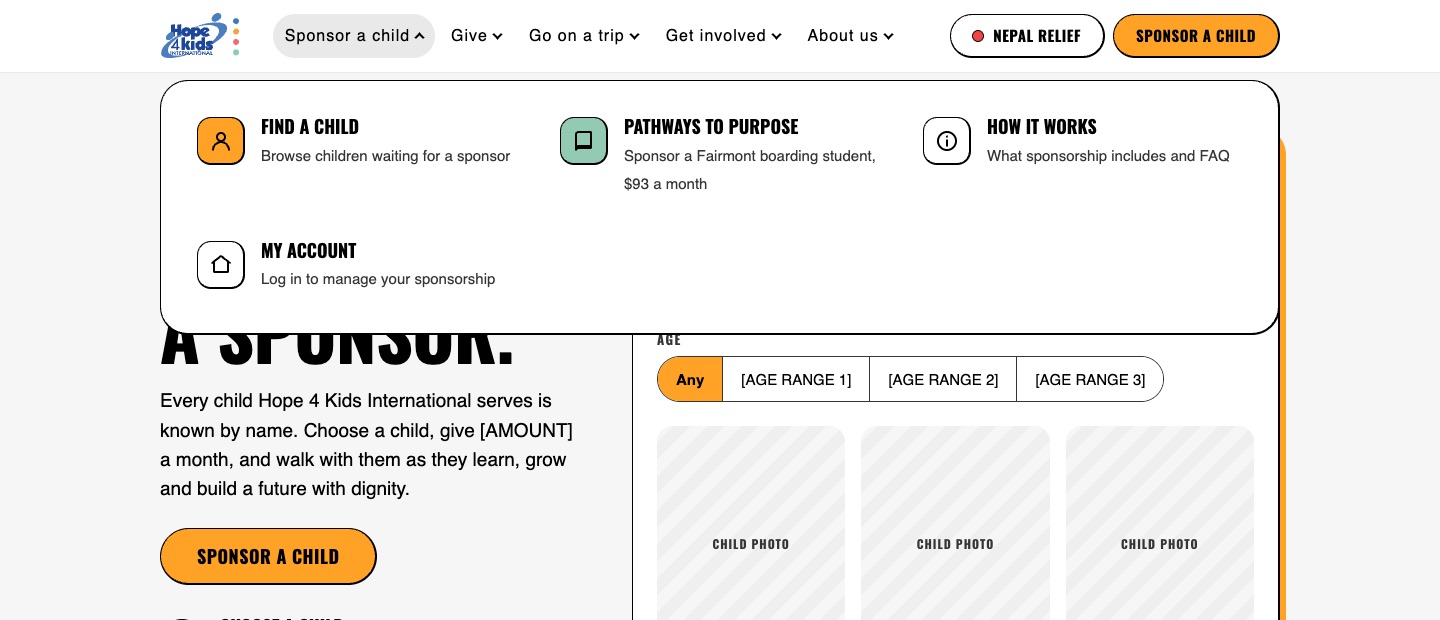 Hope
4 kids
INTERNATIONAL
Sponsor a child
Give
Go on a trip
Get involved
About us
NEPAL RELIEF
SPONSOR A CHILD
FIND A CHILD
Browse children waiting for a sponsor
PATHWAYS TO PURPOSE
Sponsor a Fairmont boarding student,
$93 a month
HOW IT WORKS
What sponsorship includes and FAQ
MY ACCOUNT
Log in to manage your sponsorship
A SPONSOR.
Every child Hope 4 Kids International serves is
known by name. Choose a child, give [AMOUNT]
a month, and walk with them as they learn, grow
and build a future with dignity.
SPONSOR A CHILD
AGE
Any
[AGE RANGE 1]
[AGE RANGE 2]
[AGE RANGE 3]
CHILD PHOTO
CHILD PHOTO
CHILD PHOTO